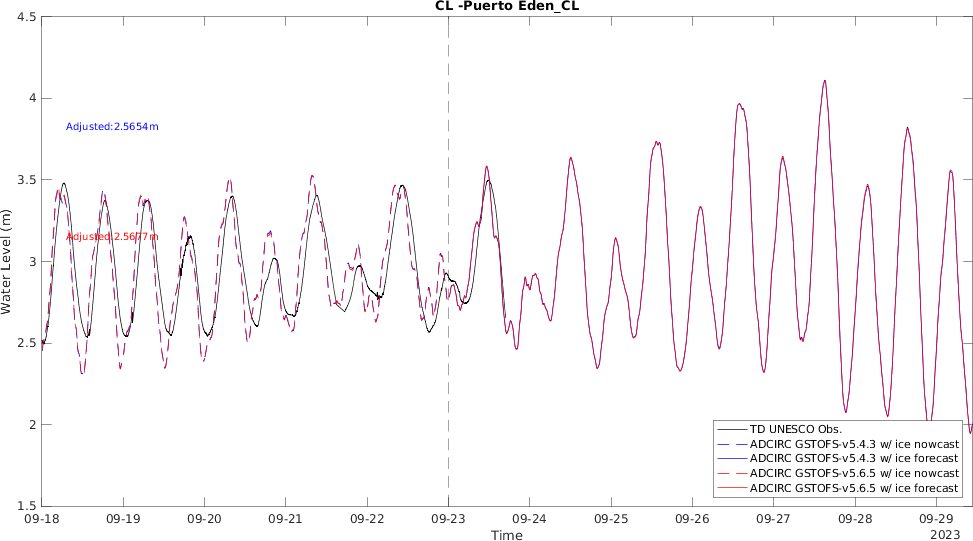 CL -Puerto Eden_CL
4.5
4
3.5
3
2.5
2
1.5
Water Level (m)
Adjusted:2.5654m
Adjusted:2.5677m
TD UNESCO Obs.
ADCIRC GSTOFS-v5.4.3 w/ ice nowcast
ADCIRC GSTOFS-v5.4.3 w/ ice forecast
ADCIRC GSTOFS-v5.6.5 w/ ice nowcast
ADCIRC GSTOFS-v5.6.5 w/ ice forecast
09-18 09-19 09-20 09-21 09-22 09-23 09-24 09-25 09-26 09-27 09-28 09-29
Time
2023